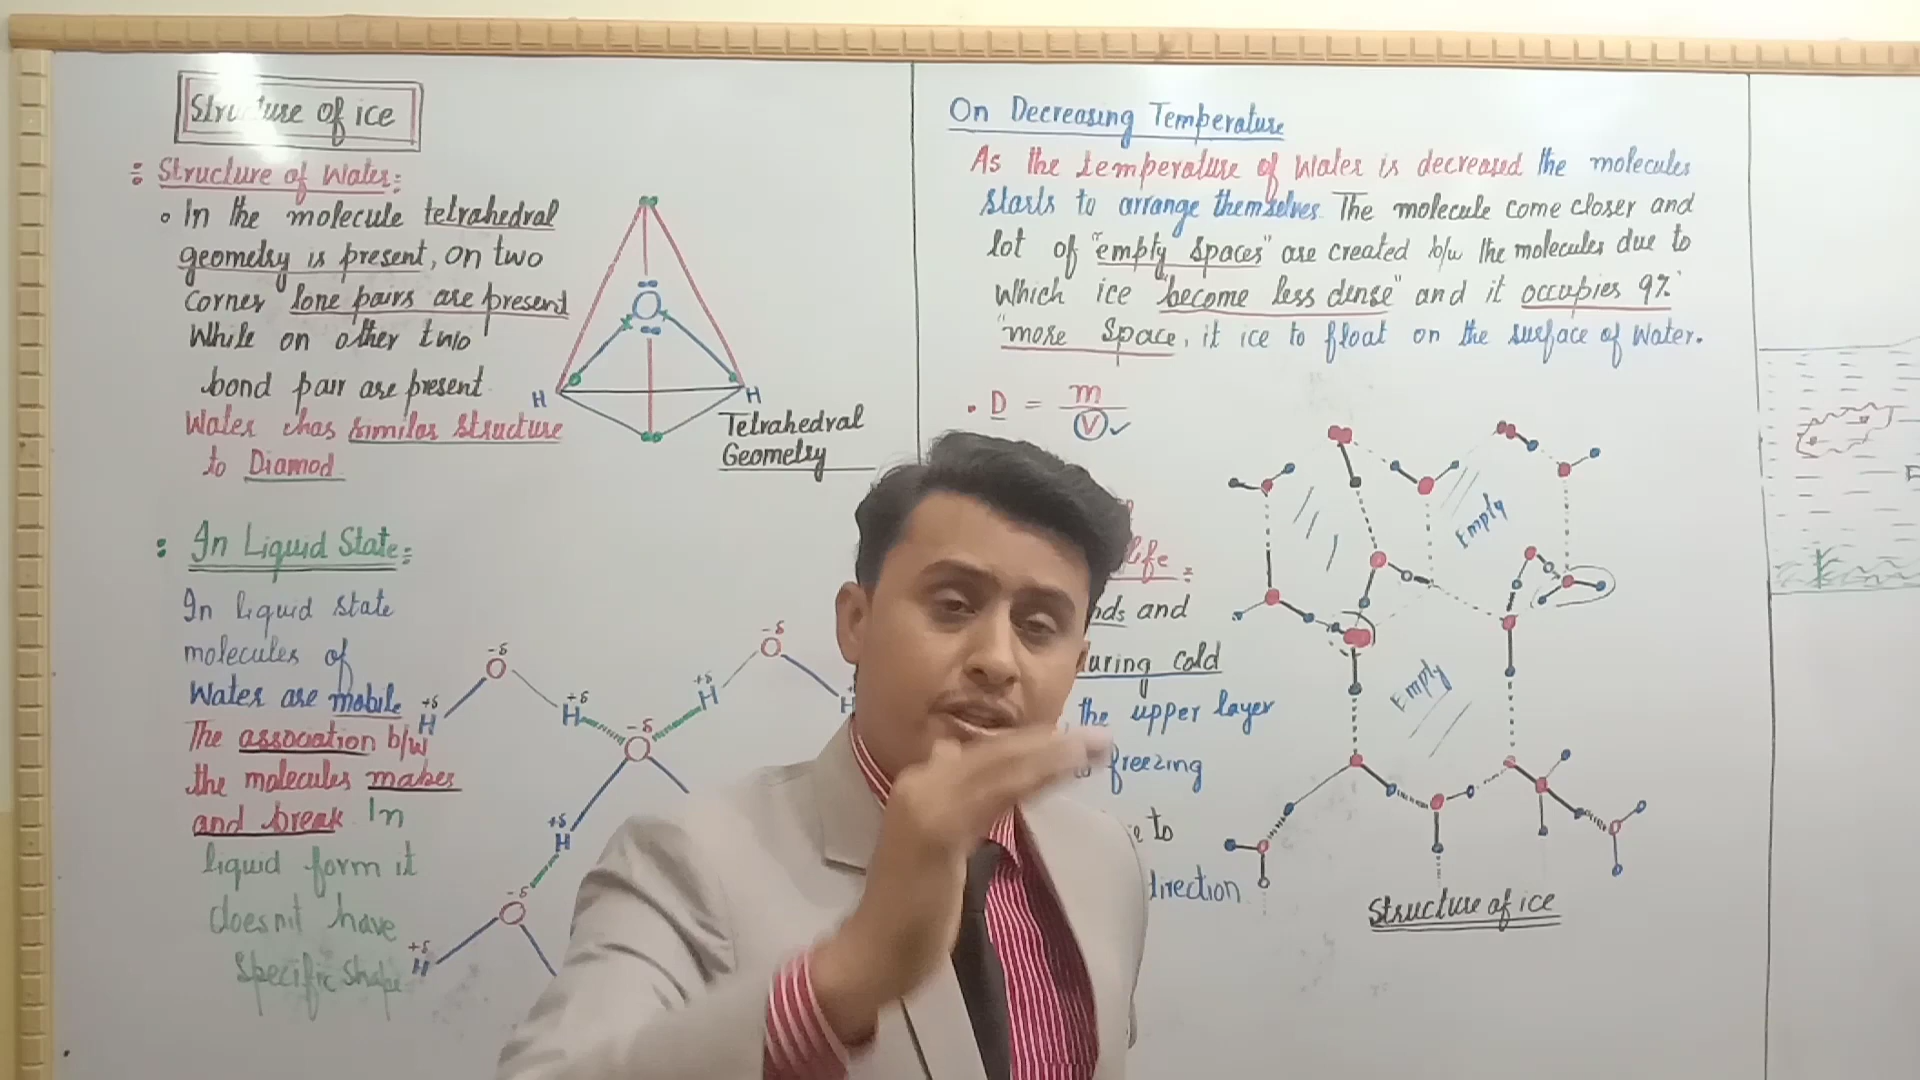 Structure of ice
: Structure of Water:
• In the molecule tetrahedral
geometry is present, on two
corner lone pairs are present
While on other two
bond pair are present
Water has similar structure
to Diamod
H
H
Tetrahedral
Geometry
: In Liquid State:
In liquid state
molecules of
Water are mobile
The association b/w
the molecules makes
and break In
liquid form it
doesn't have
specific shape
-δ
-δ
+δ
H
+δ
H
+δ
H
-δ
+δ
H
-δ
+δ
H
H
On Decreasing Temperature
As the temperature of Water is decreased the molecules
starts to arrange themselves. The molecule come closer and
lot of "empty spaces" are created b/w the molecules due to
which ice "become less dense" and it occupies 9%
"more space, it ice to float on the surface of Water.
• D = m
V ✓
life :
and
during cold
the upper layer
freezing
to
direction
Empty
Empty
Structure of ice